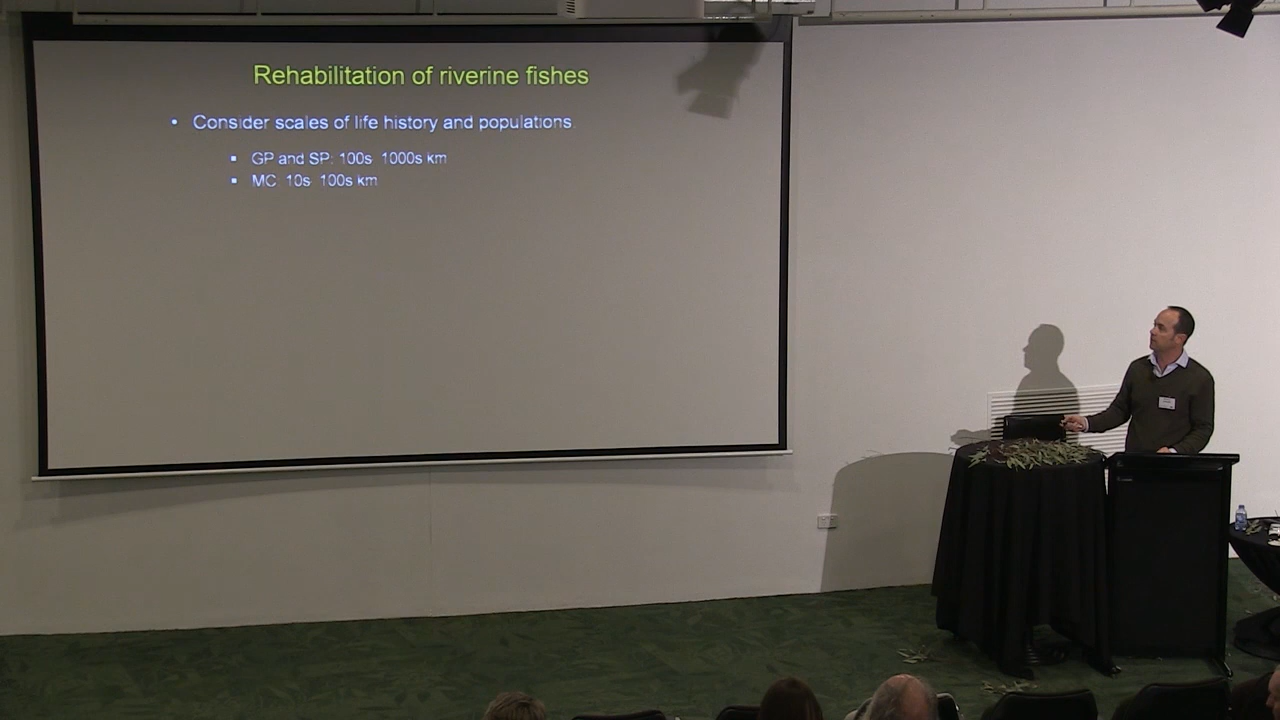 Rehabilitation of riverine fishes
• Consider scales of life history and populations
▪ GP and SP: 100s 1000s km
▪ MC 10s 100s km